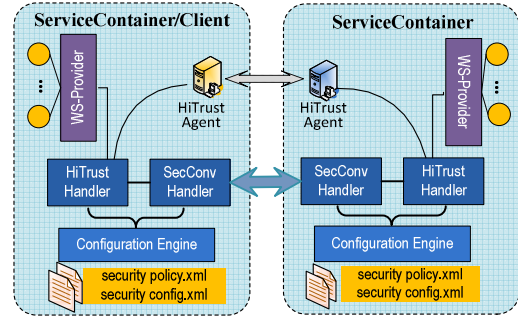 ServiceContainer/Client
WS-Provider
HiTrust
Agent
HiTrust
Handler
SecConv
Handler
Configuration Engine
security policy.xml
security config.xml
ServiceContainer
HiTrust
Agent
WS-Provider
SecConv
Handler
HiTrust
Handler
Configuration Engine
security policy.xml
security config.xml